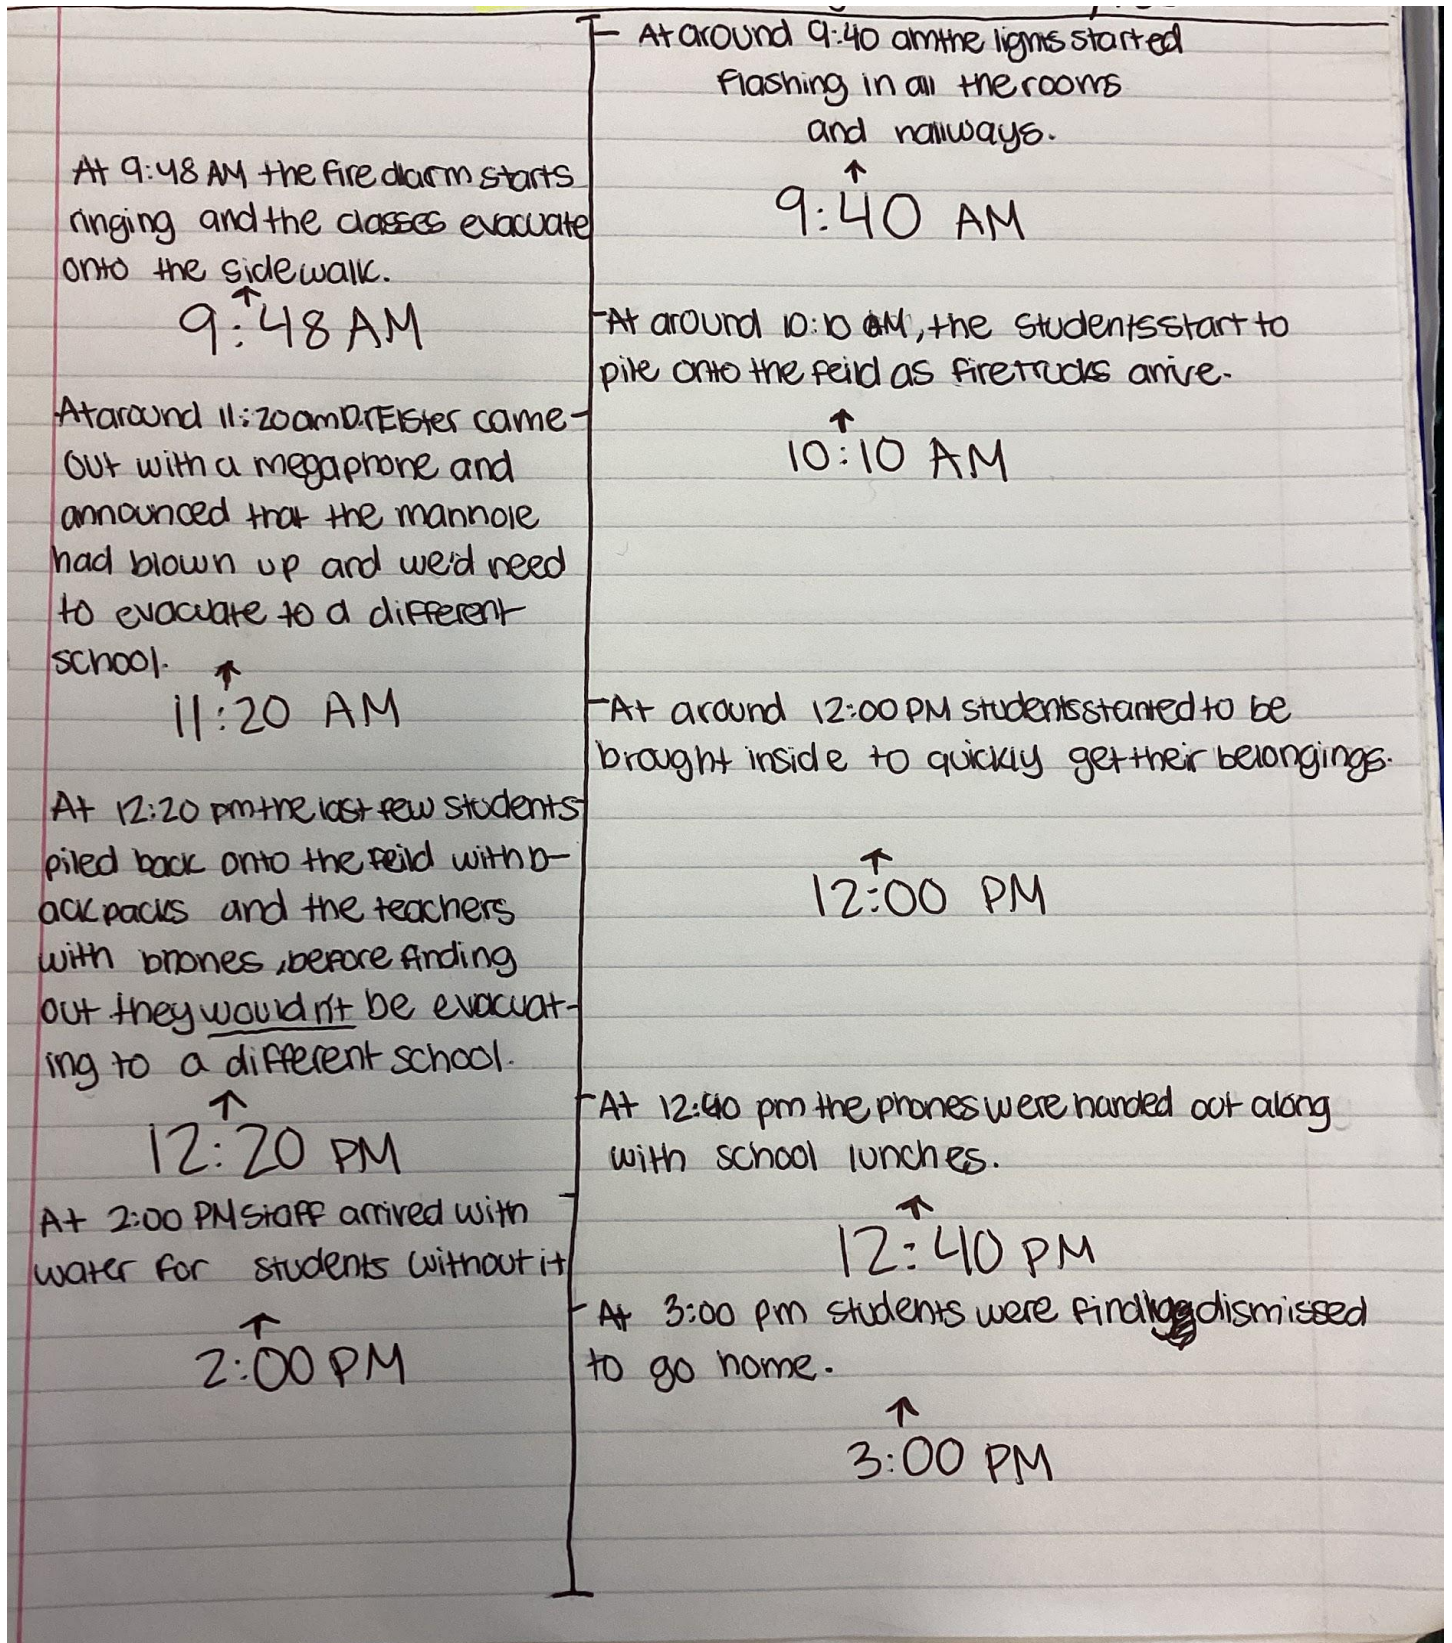 At around 9:40 am the lights started
flashing in all the rooms
and hallways.
↑
9:40 AM
At 9:48 AM the fire alarm starts
ringing and the classes evacuate
onto the sidewalk.
↑
9:48 AM
At around 10:10 AM, the students start to
pile onto the feild as firetrucks arrive.
↑
10:10 AM
At around 11:20 am Dr Elster came
out with a megaphone and
announced that the manhole
had blown up and we'd need
to evacuate to a different
school.
↑
11:20 AM
At around 12:00 PM students started to be
brought inside to quickly get their belongings.
↑
12:00 PM
At 12:20 pm the last few students
piled back onto the feild with b-
ackpacks and the teachers
with phones, before finding
out they wouldn't be evacuat-
ing to a different school.
↑
12:20 PM
At 12:40 pm the phones were handed out along
with school lunches.
↑
12:40 PM
At 2:00 PM staff arrived with
water for students without it
↑
2:00 PM
At 3:00 pm students were finally dismissed
to go home.
↑
3:00 PM